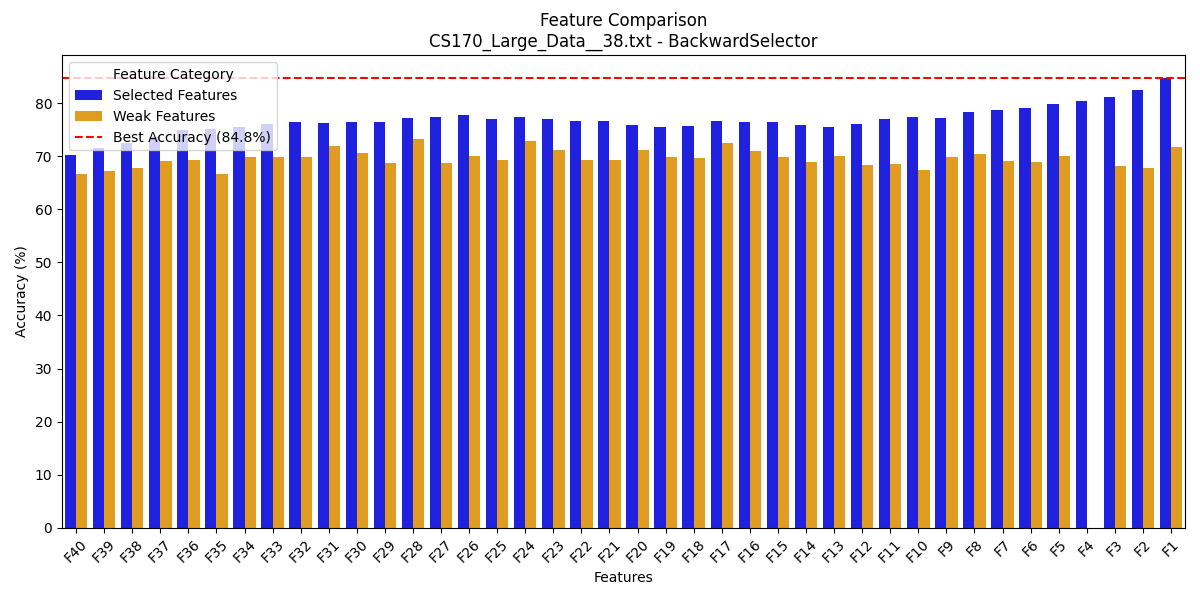 Feature Comparison
CS170_Large_Data__38.txt - BackwardSelector
Feature Category
Selected Features
Weak Features
Best Accuracy (84.8%)
Accuracy (%)
80
70
60
50
40
30
20
10
0
F40 F39 F38 F37 F36 F35 F34 F33 F32 F31 F30 F29 F28 F27 F26 F25 F24 F23 F22 F21 F20 F19 F18 F17 F16 F15 F14 F13 F12 F11 F10 F9 F8 F7 F6 F5 F4 F3 F2 F1
Features